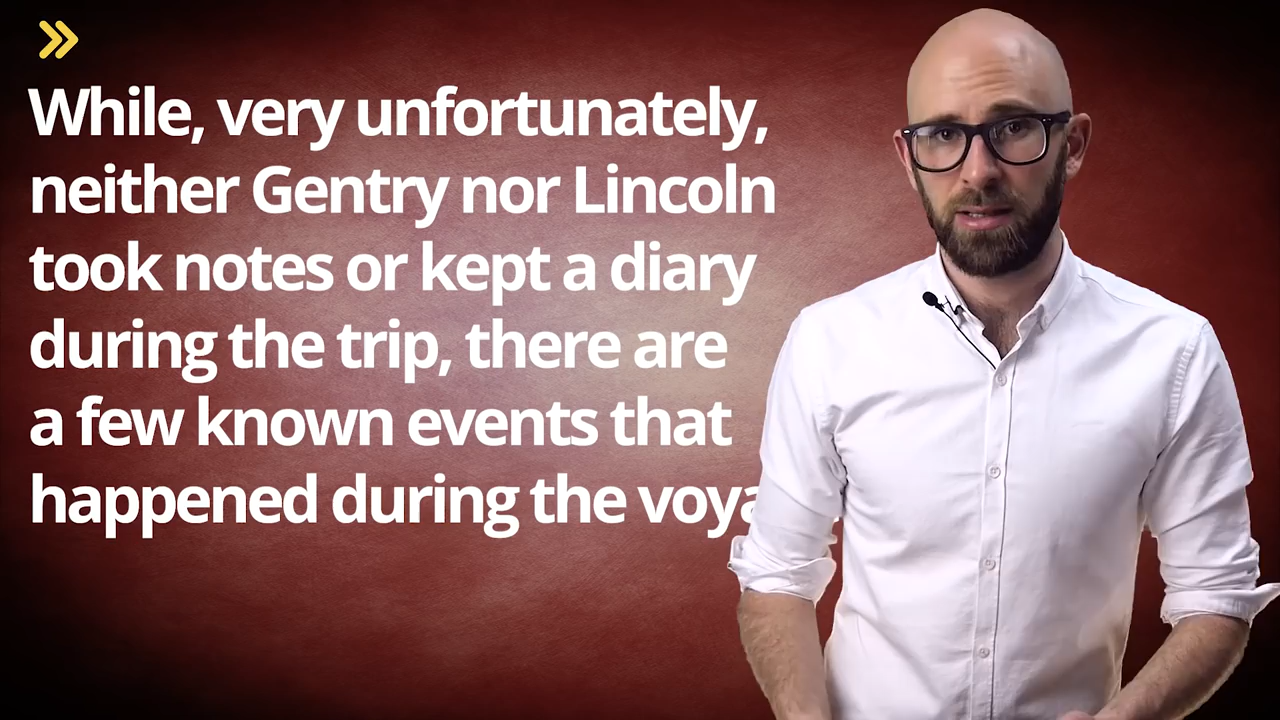 While, very unfortunately,
neither Gentry nor Lincoln
took notes or kept a diary
during the trip, there are
a few known events that
happened during the